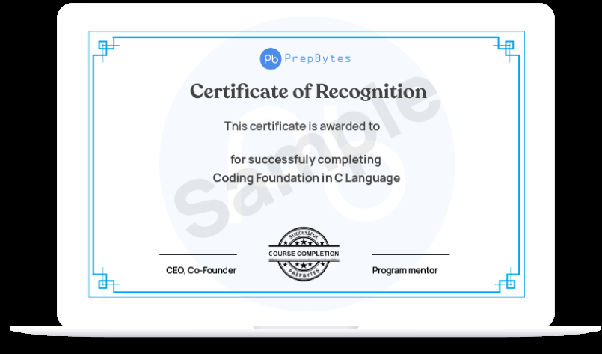 Pb PrepBytes
Certificate of Recognition
This certificate is awarded to
for successfuly completing
Coding Foundation in C Language
Sample
SUCCESSFUL
COURSE COMPLETION
PREPBYTES
CEO, Co-Founder
Program mentor